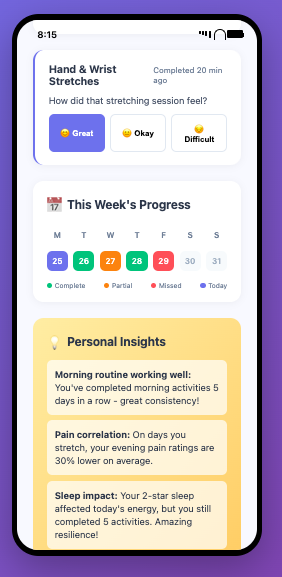 8:15
Hand & Wrist
Stretches
Completed 20 min
ago
How did that stretching session feel?
😊 Great
😐 Okay
😣
Difficult
📅 This Week's Progress
M T W T F S S
25 26 27 28 29 30 31
Complete Partial Missed Today
💡 Personal Insights
Morning routine working well:
You've completed morning activities 5
days in a row - great consistency!
Pain correlation: On days you
stretch, your evening pain ratings are
30% lower on average.
Sleep impact: Your 2-star sleep
affected today's energy, but you still
completed 5 activities. Amazing
resilience!